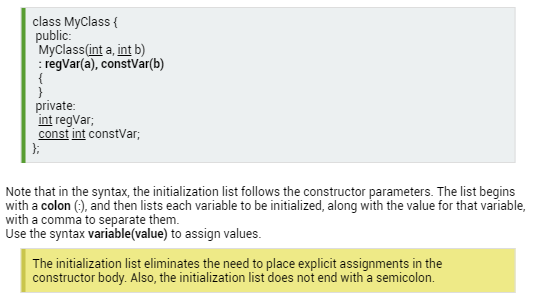 class MyClass {
public:
MyClass(int a, int b)
: regVar(a), constVar(b)
{
}
private:
int regVar;
const int constVar;
};
Note that in the syntax, the initialization list follows the constructor parameters. The list begins
with a colon (:), and then lists each variable to be initialized, along with the value for that variable,
with a comma to separate them.
Use the syntax variable(value) to assign values.
The initialization list eliminates the need to place explicit assignments in the
constructor body. Also, the initialization list does not end with a semicolon.